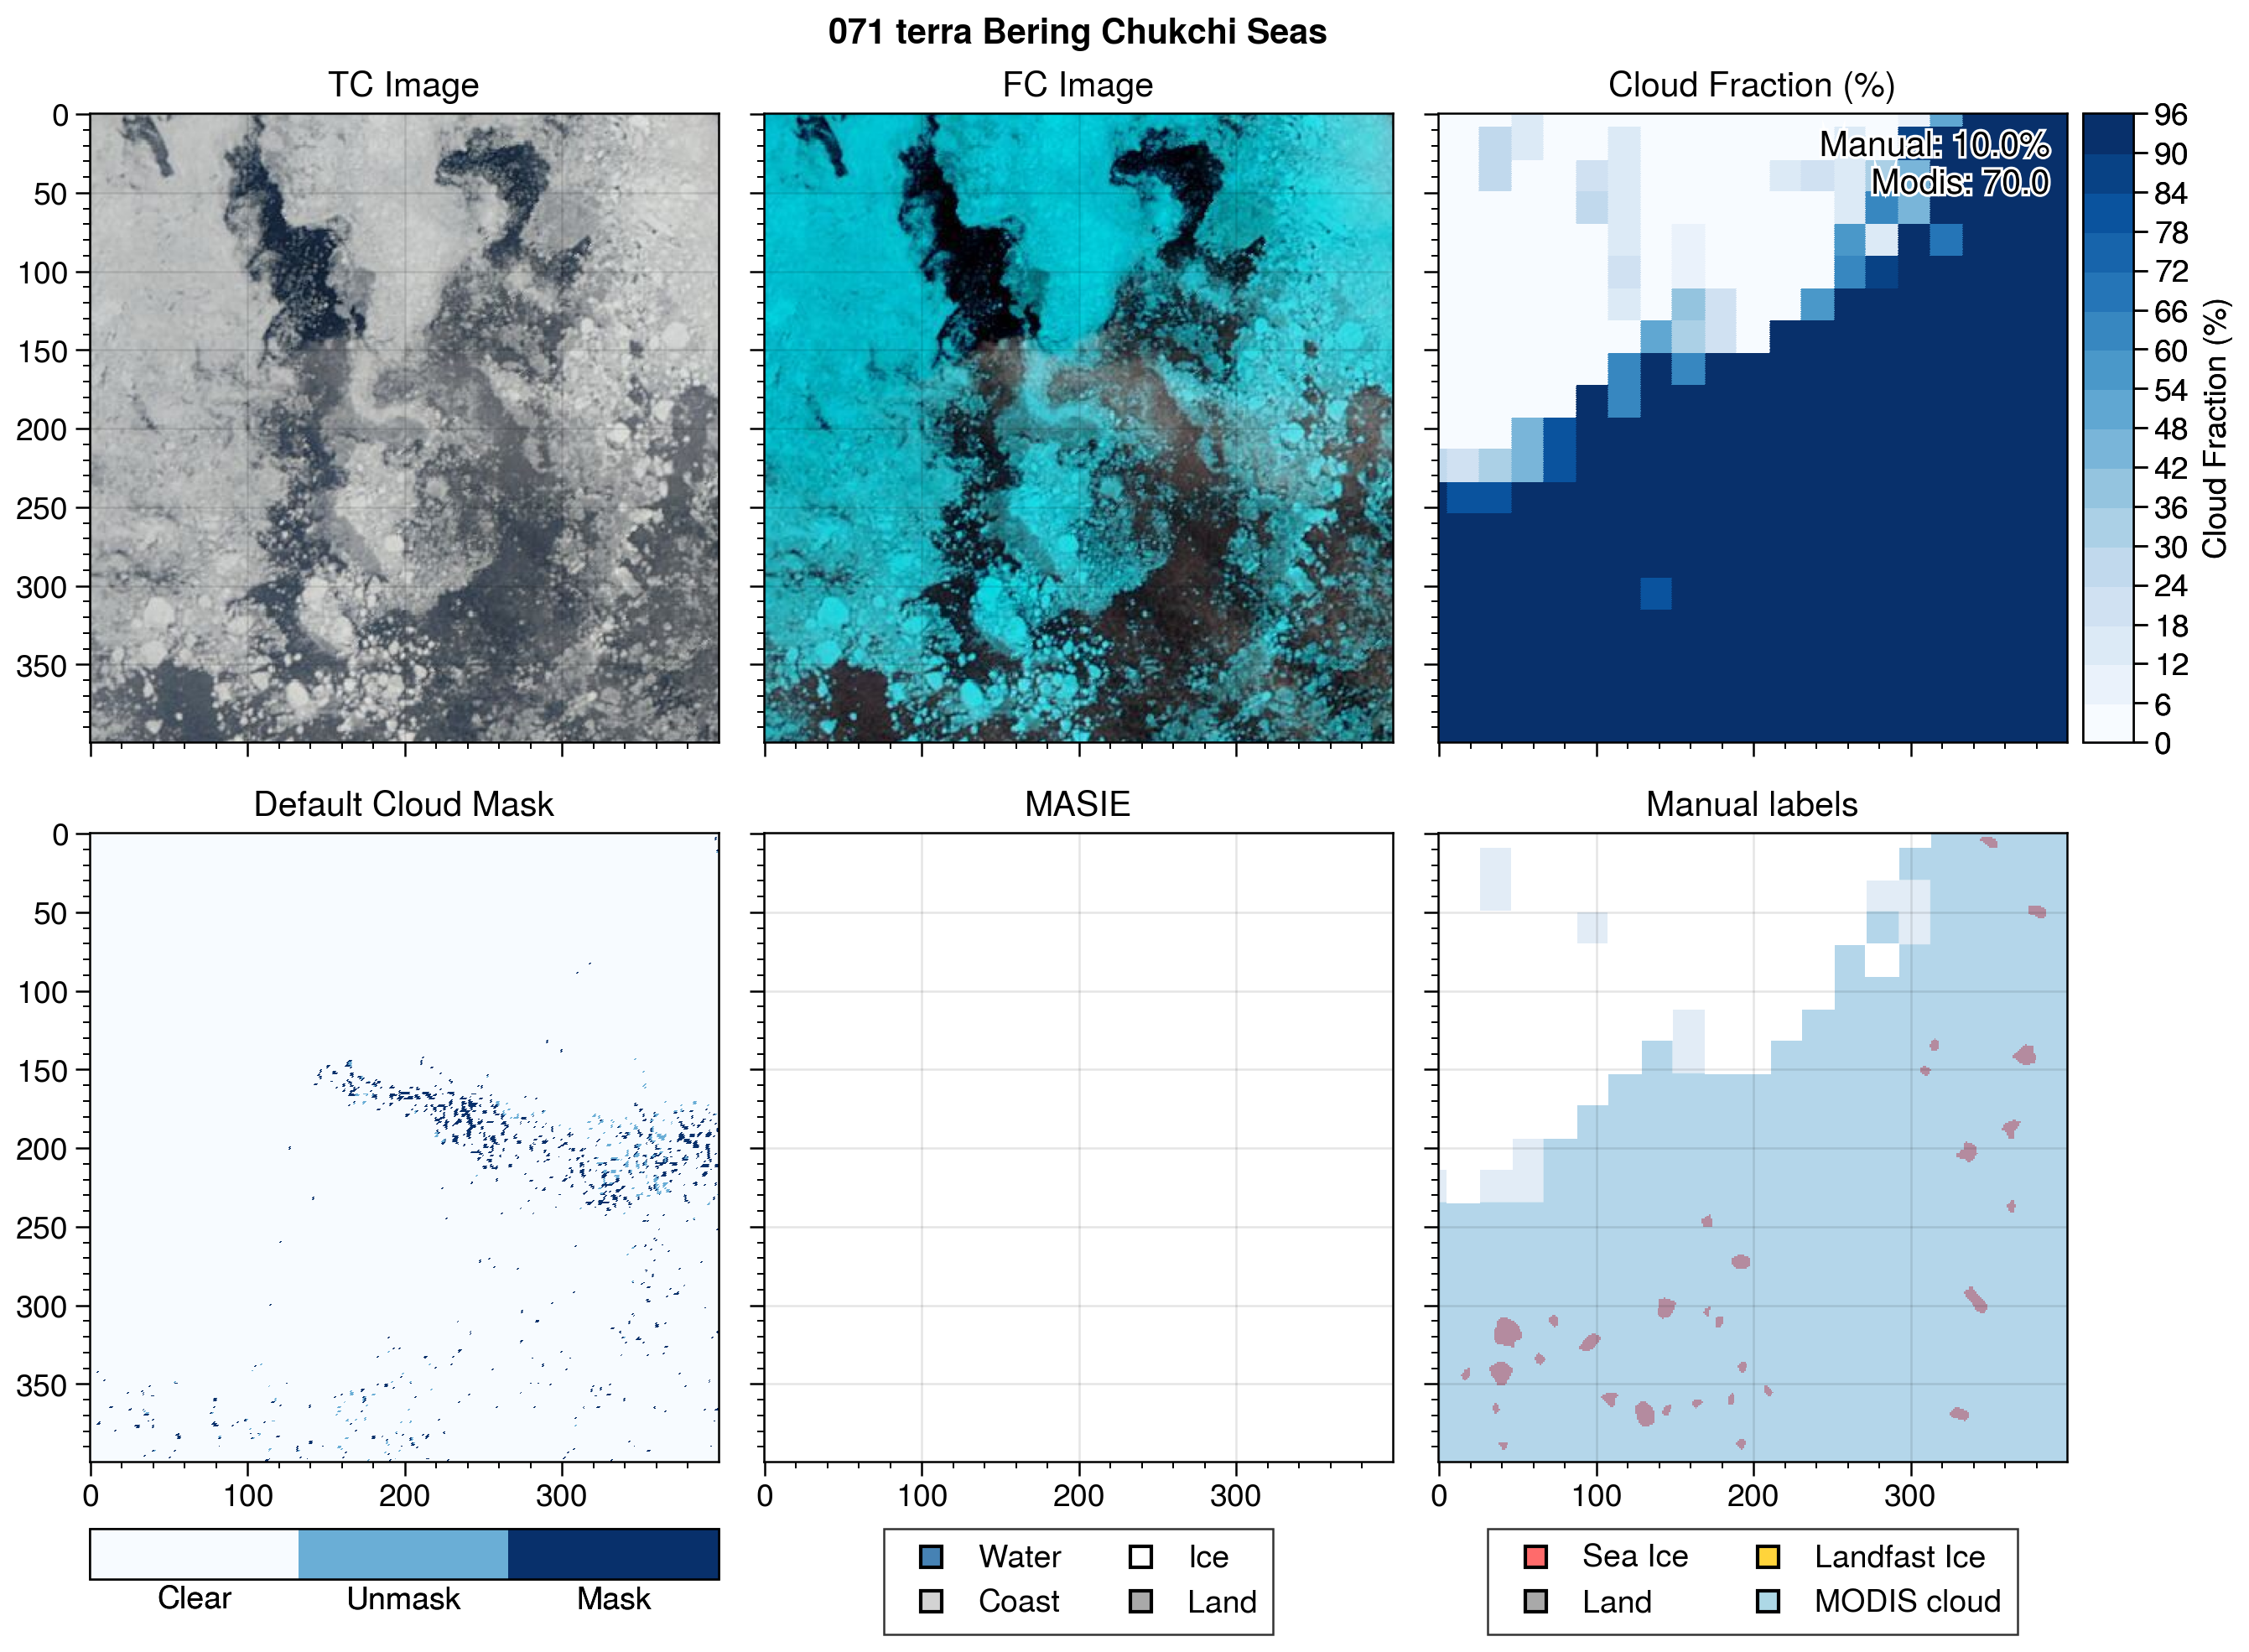 071 terra Bering Chukchi Seas
TC Image
FC Image
Cloud Fraction (%)
0
50
100
150
200
250
300
350
Manual: 10.0%
Modis: 70.0
96
90
84
78
72
66
60
54
48
42
36
30
24
18
12
6
0
Cloud Fraction (%)
Default Cloud Mask
MASIE
Manual labels
0
50
100
150
200
250
300
350
0 100 200 300
0 100 200 300
0 100 200 300
Clear Unmask Mask
Water Ice
Coast Land
Sea Ice Landfast Ice
Land MODIS cloud